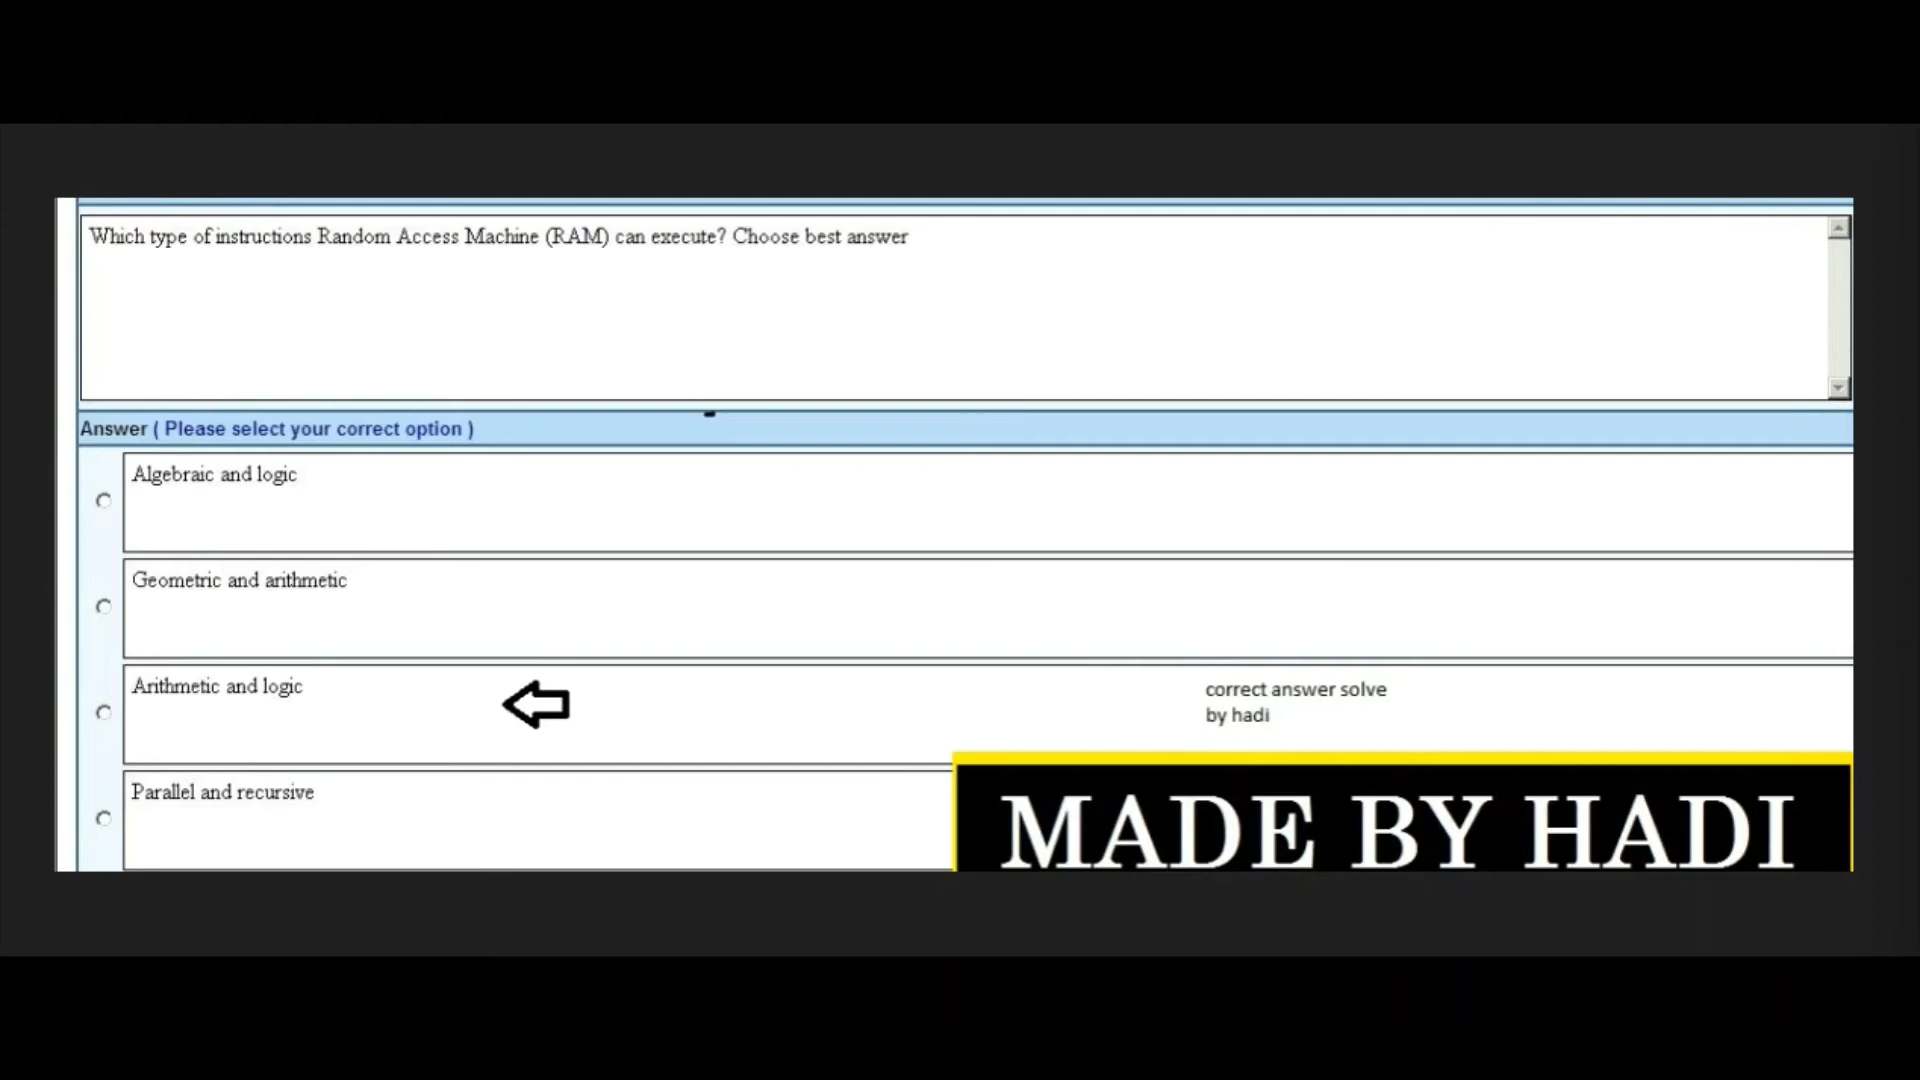 Which type of instructions Random Access Machine (RAM) can execute? Choose best answer
Answer ( Please select your correct option )
Algebraic and logic
Geometric and arithmetic
Arithmetic and logic
correct answer solve
by hadi
Parallel and recursive
MADE BY HADI